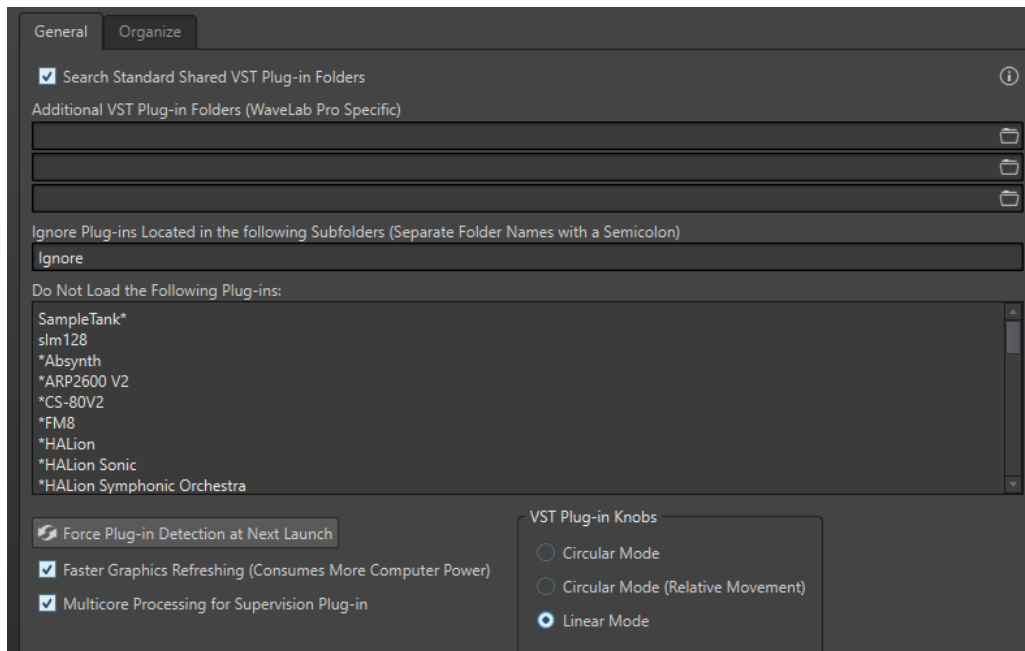 General
Organize
Search Standard Shared VST Plug-in Folders
Additional VST Plug-in Folders (WaveLab Pro Specific)
Ignore Plug-ins Located in the following Subfolders (Separate Folder Names with a Semicolon)
Ignore
Do Not Load the Following Plug-ins:
SampleTank*
slm128
*Absynth
*ARP2600 V2
*CS-80V2
*FM8
*HALion
*HALion Sonic
*HALion Symphonic Orchestra
Force Plug-in Detection at Next Launch
Faster Graphics Refreshing (Consumes More Computer Power)
Multicore Processing for Supervision Plug-in
VST Plug-in Knobs
Circular Mode
Circular Mode (Relative Movement)
Linear Mode